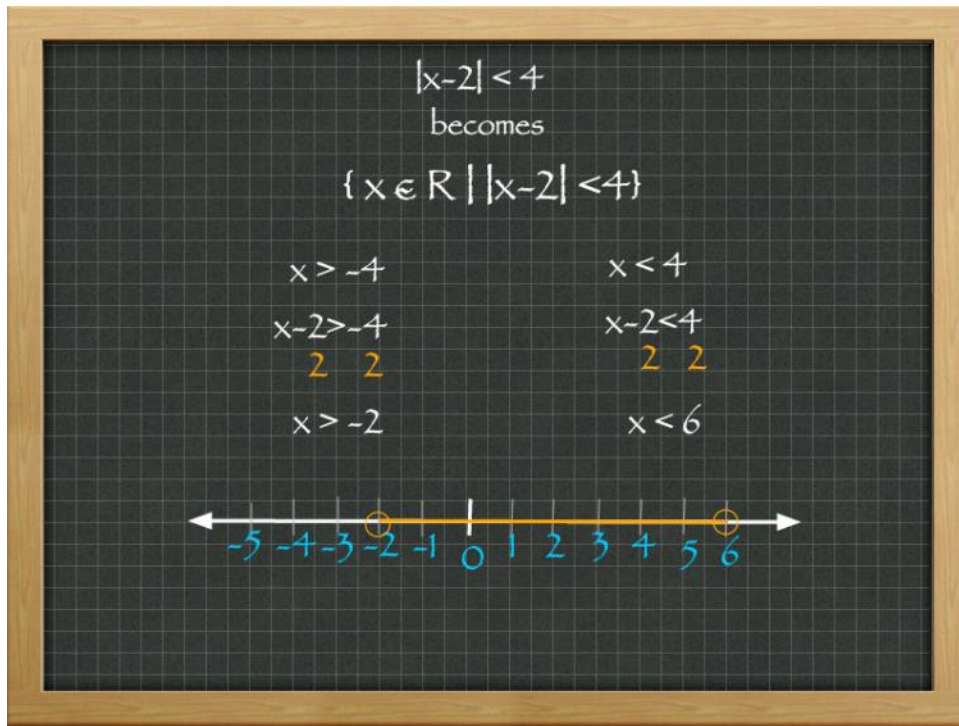 |x-2| < 4
becomes
{ x ∈ R | |x-2| <4}
x > -4
x-2>-4
2 2
x > -2
x < 4
x-2<4
2 2
x < 6
-5 -4 -3 -2 -1 0 1 2 3 4 5 6